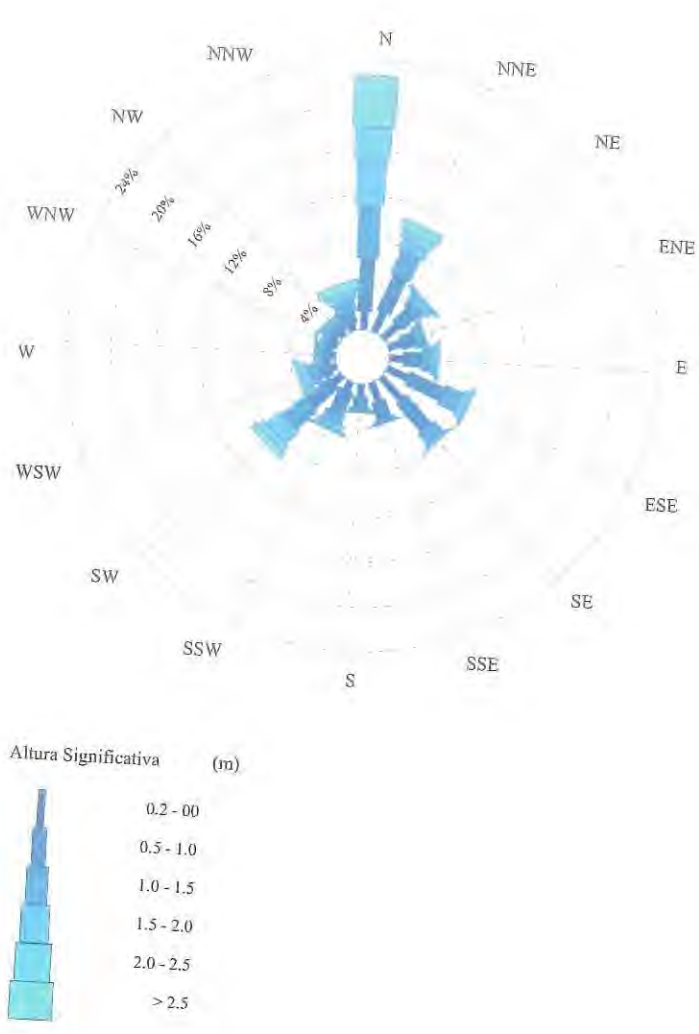 N
NNE
NE
ENE
E
ESE
SE
SSE
S
SSW
SW
WSW
W
WNW
NW
NNW
24%
20%
16%
12%
8%
4%
Altura Significativa (m)
0.2 - 00
0.5 - 1.0
1.0 - 1.5
1.5 - 2.0
2.0 - 2.5
> 2.5